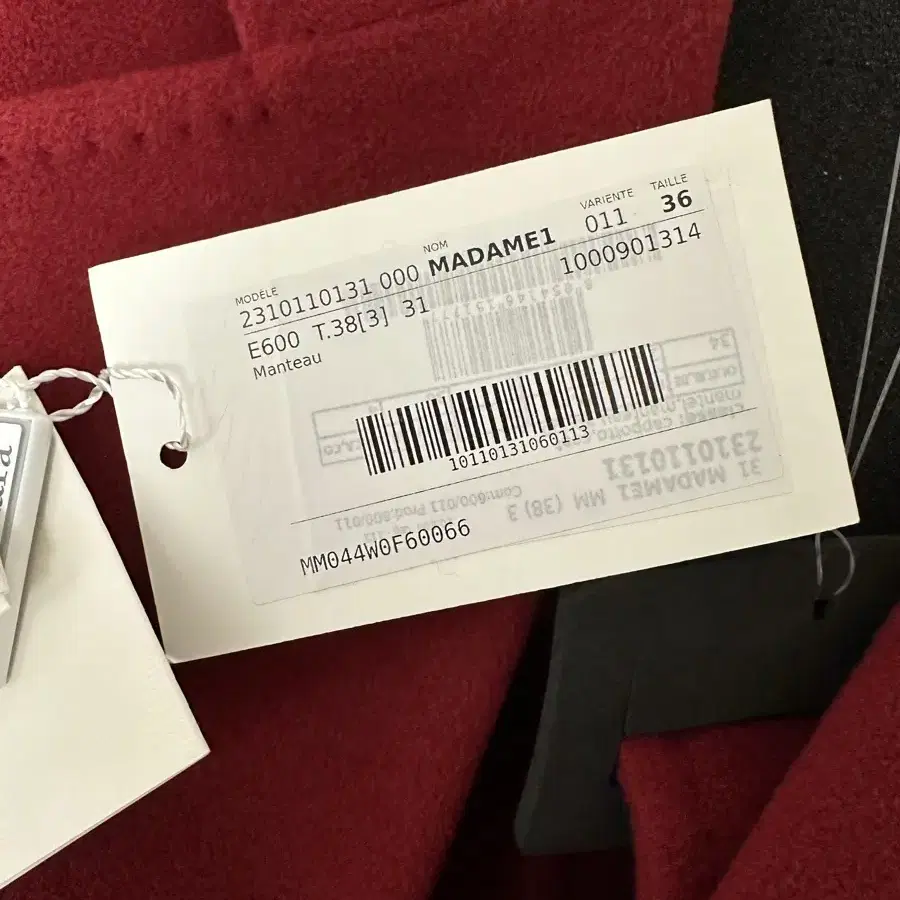 MODÈLE NOM VARIENTE TAILLE
2310110131 000 MADAME1 011 36
E600 T.38[3] 31 1000901314
Manteau
10110131060113
MM044W0F60066
31 MADAME1 MM (38) 3
2310110131
34